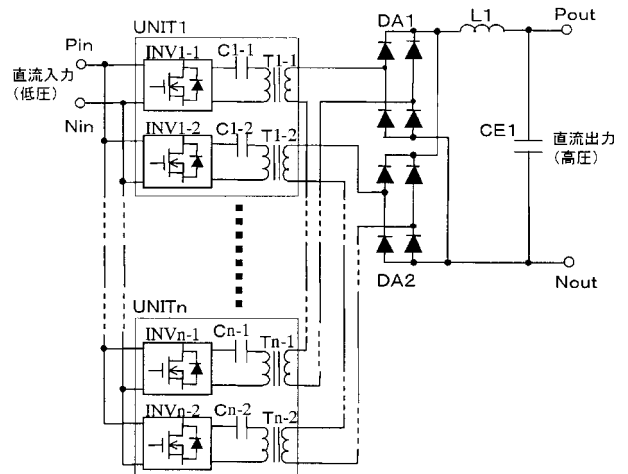 UNIT1
Pin
INV1-1
C1-1
T1-1
DA1
L1
Pout
直流入力
(低圧)
Nin
INV1-2
C1-2
T1-2
CE1
直流出力
(高圧)
DA2
Nout
UNITn
INVn-1
Cn-1
Tn-1
INVn-2
Cn-2
Tn-2